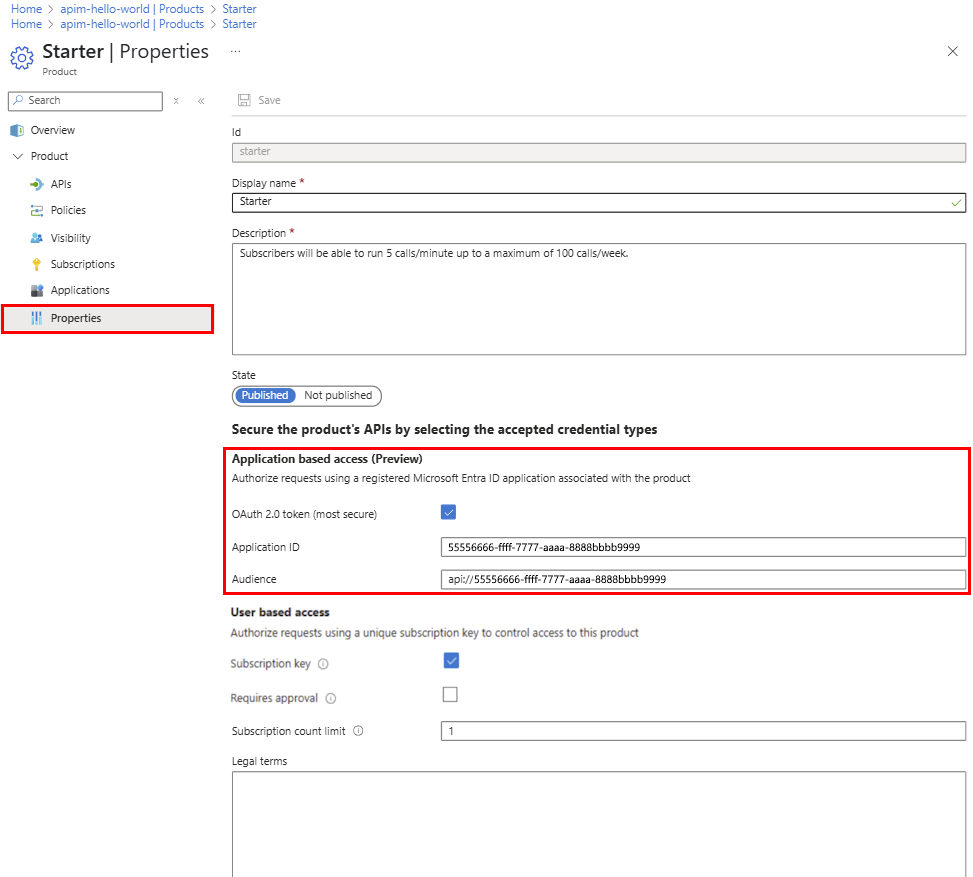 Home > apim-hello-world | Products > Starter
Home > apim-hello-world | Products > Starter
Starter | Properties ...
Product
Search
Overview
Product
APIs
Policies
Visibility
Subscriptions
Applications
Properties
Save
Id
starter
Display name *
Starter
Description *
Subscribers will be able to run 5 calls/minute up to a maximum of 100 calls/week.
State
Published Not published
Secure the product's APIs by selecting the accepted credential types
Application based access (Preview)
Authorize requests using a registered Microsoft Entra ID application associated with the product
OAuth 2.0 token (most secure)
Application ID 55556666-ffff-7777-aaaa-8888bbbb9999
Audience api://55556666-ffff-7777-aaaa-8888bbbb9999
User based access
Authorize requests using a unique subscription key to control access to this product
Subscription key
Requires approval
Subscription count limit 1
Legal terms